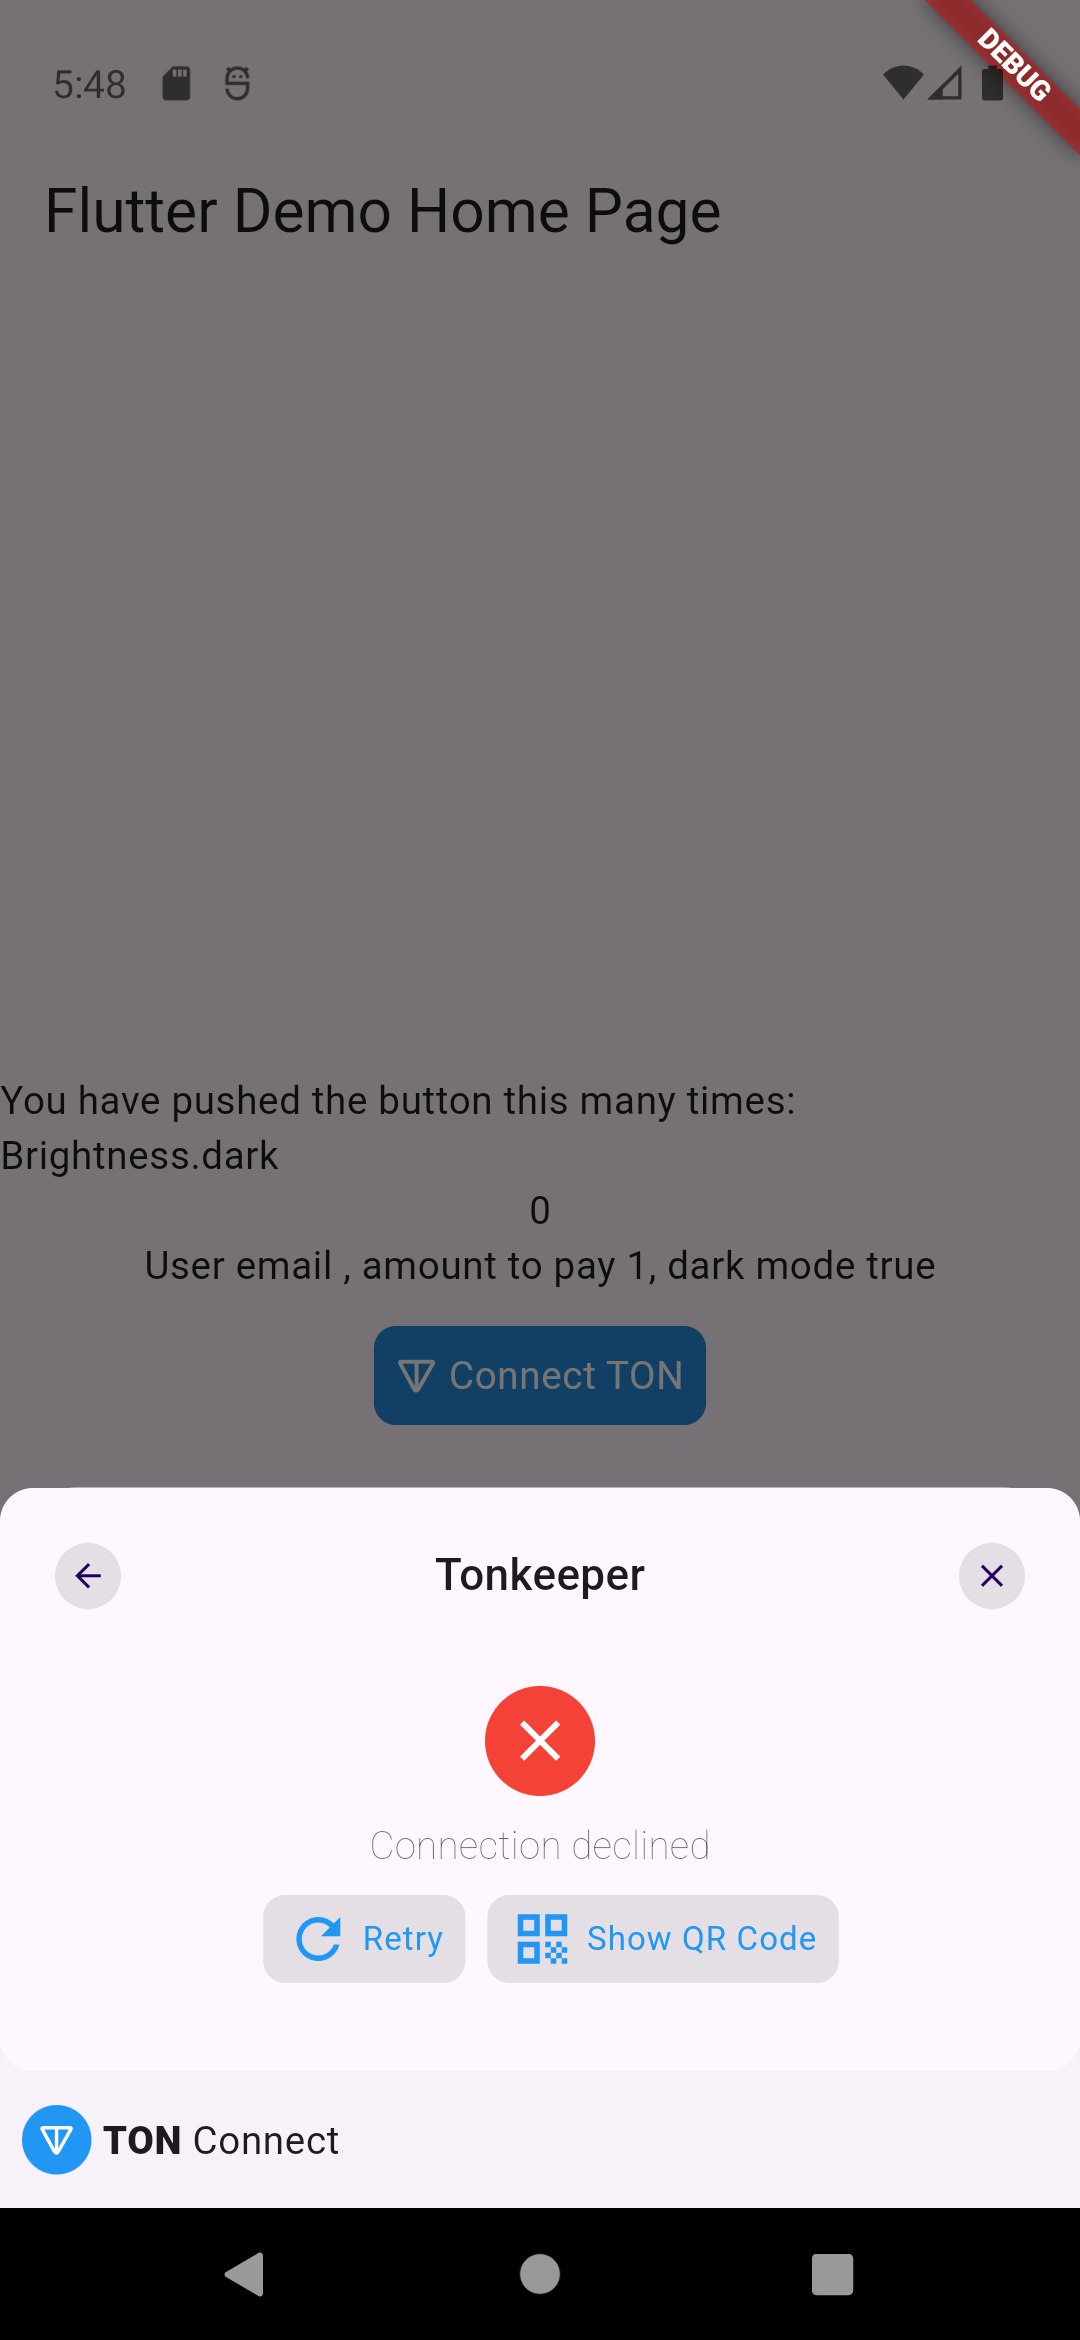 5:48
DEBUG
Flutter Demo Home Page
You have pushed the button this many times:
Brightness.dark
0
User email , amount to pay 1, dark mode true
Connect TON
Tonkeeper
Connection declined
Retry
Show QR Code
TON Connect